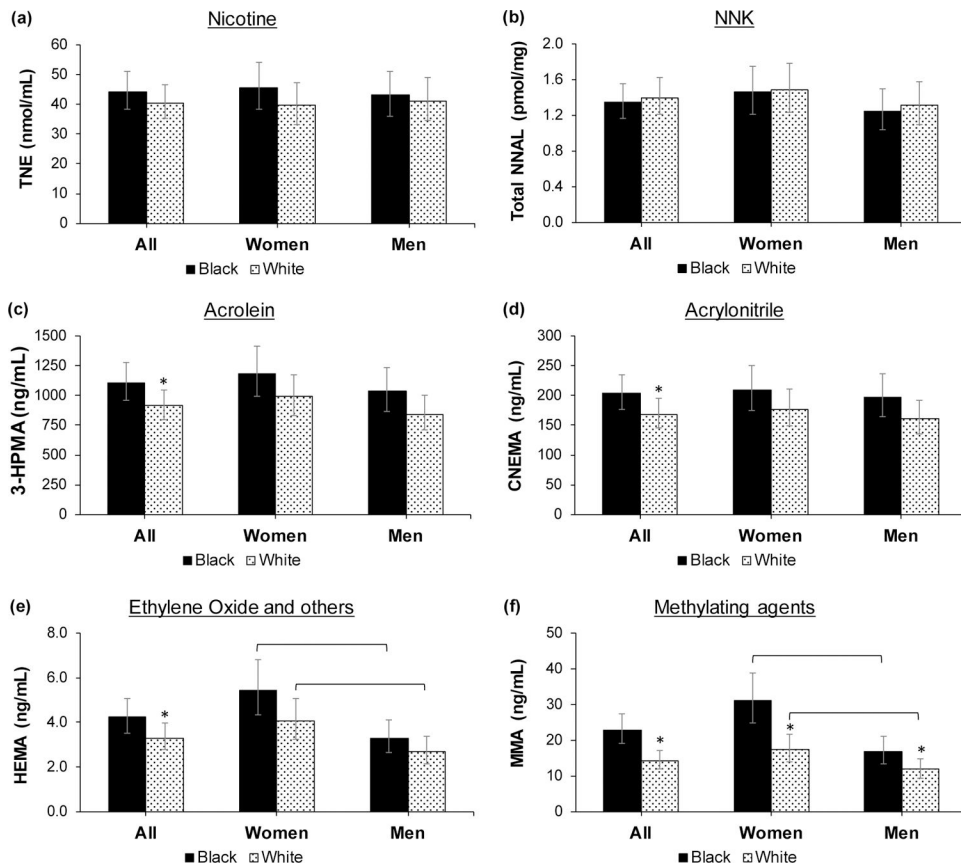 (a)
Nicotine
TNE (nmol/mL)
60
50
40
30
20
10
0
All
Women
Men
Black
White
(b)
NNK
Total NNAL (pmol/mg)
2.0
1.6
1.2
0.8
0.4
0.0
All
Women
Men
Black
White
(c)
Acrolein
3-HPMA (ng/mL)
1500
1250
1000
750
500
250
0
*
All
Women
Men
Black
White
(d)
Acrylonitrile
CNEMA (ng/mL)
300
250
200
150
100
50
0
*
All
Women
Men
Black
White
(e)
Ethylene Oxide and others
HEMA (ng/mL)
8.0
6.0
4.0
2.0
0.0
*
All
Women
Men
Black
White
(f)
Methylating agents
MMA (ng/mL)
50
40
30
20
10
0
*
*
*
All
Women
Men
Black
White